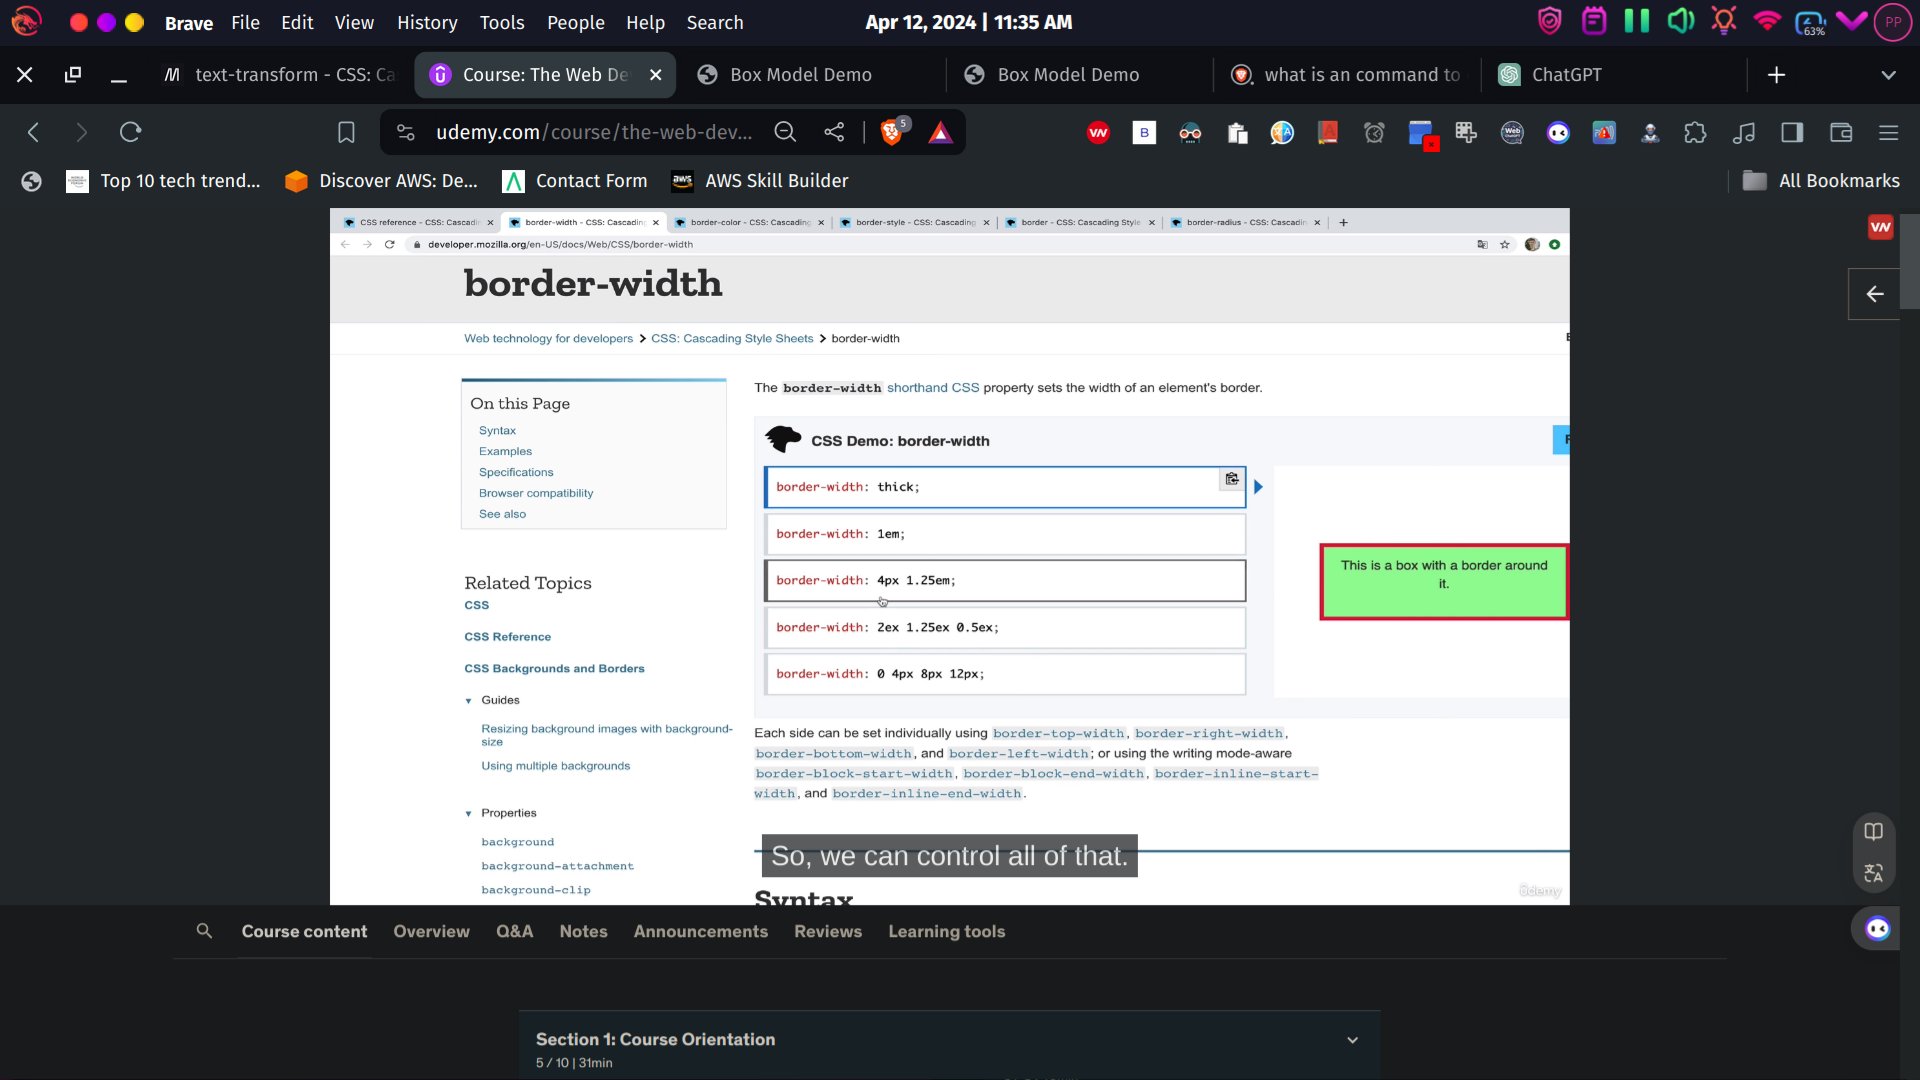 Brave File Edit View History Tools People Help Search
Apr 12, 2024 | 11:35 AM
63%
PP
text-transform - CSS: Ca
Course: The Web De
Box Model Demo
Box Model Demo
what is an command to
ChatGPT
udemy.com/course/the-web-dev...
5
Top 10 tech trend...
Discover AWS: De...
Contact Form
AWS Skill Builder
All Bookmarks
CSS reference - CSS: Cascadin
border-width - CSS: Cascading
border-color - CSS: Cascading
border-style - CSS: Cascading
border - CSS: Cascading Style
border-radius - CSS: Cascadin
developer.mozilla.org/en-US/docs/Web/CSS/border-width
border-width
Web technology for developers > CSS: Cascading Style Sheets > border-width
On this Page
Syntax
Examples
Specifications
Browser compatibility
See also
Related Topics
CSS
CSS Reference
CSS Backgrounds and Borders
Guides
Resizing background images with background-
size
Using multiple backgrounds
Properties
background
background-attachment
background-clip
The border-width shorthand CSS property sets the width of an element's border.
CSS Demo: border-width
border-width: thick;
border-width: 1em;
border-width: 4px 1.25em;
border-width: 2ex 1.25ex 0.5ex;
border-width: 0 4px 8px 12px;
This is a box with a border around
it.
Each side can be set individually using border-top-width, border-right-width,
border-bottom-width, and border-left-width; or using the writing mode-aware
border-block-start-width, border-block-end-width, border-inline-start-
width, and border-inline-end-width.
So, we can control all of that.
Syntax
Udemy
Course content
Overview
Q&A
Notes
Announcements
Reviews
Learning tools
Section 1: Course Orientation
5 / 10 | 31min